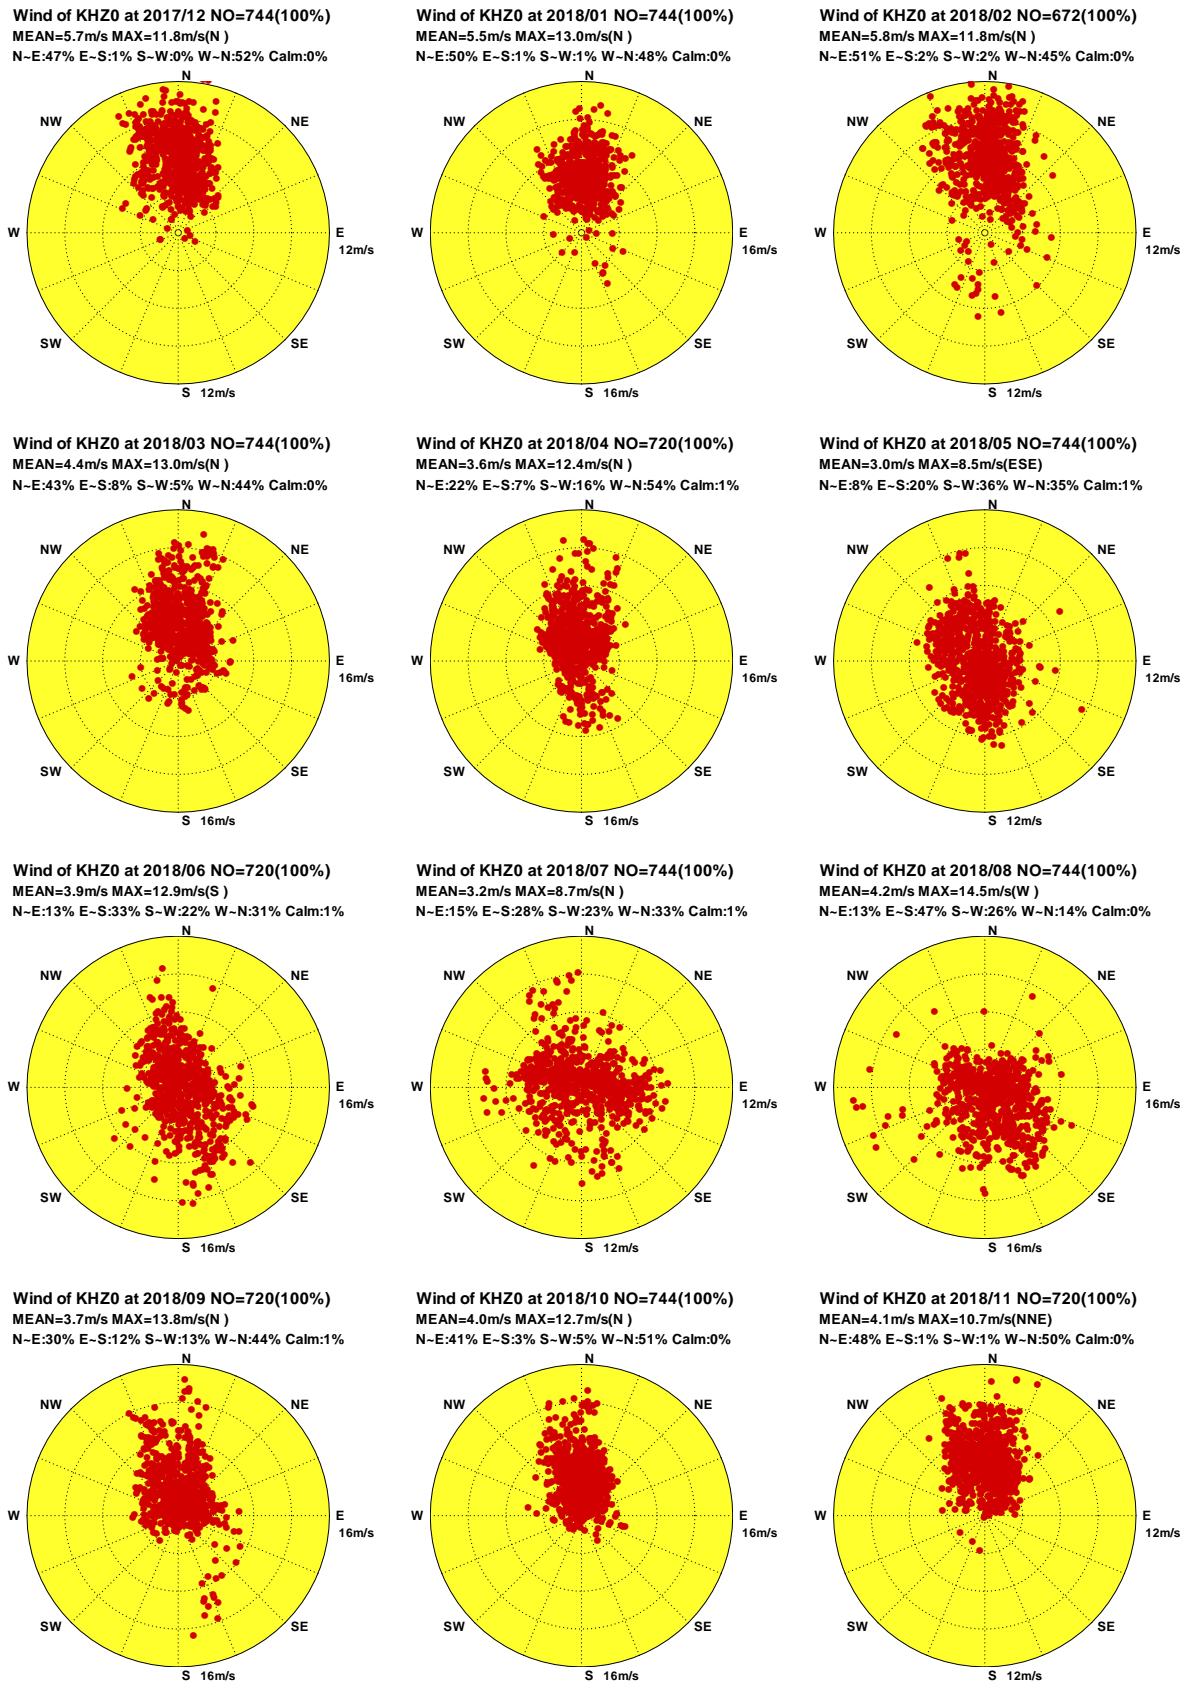 Wind of KHZ0 at 2017/12 NO=744(100%)
MEAN=5.7m/s MAX=11.8m/s(N )
N~E:47% E~S:1% S~W:0% W~N:52% Calm:0%
N
NW
NE
W
E
12m/s
SW
SE
S 12m/s
Wind of KHZ0 at 2018/01 NO=744(100%)
MEAN=5.5m/s MAX=13.0m/s(N )
N~E:50% E~S:1% S~W:1% W~N:48% Calm:0%
N
NW
NE
W
E
16m/s
SW
SE
S 16m/s
Wind of KHZ0 at 2018/02 NO=672(100%)
MEAN=5.8m/s MAX=11.8m/s(N )
N~E:51% E~S:2% S~W:2% W~N:45% Calm:0%
N
NW
NE
W
E
12m/s
SW
SE
S 12m/s
Wind of KHZ0 at 2018/03 NO=744(100%)
MEAN=4.4m/s MAX=13.0m/s(N )
N~E:43% E~S:8% S~W:5% W~N:44% Calm:0%
N
NW
NE
W
E
16m/s
SW
SE
S 16m/s
Wind of KHZ0 at 2018/04 NO=720(100%)
MEAN=3.6m/s MAX=12.4m/s(N )
N~E:22% E~S:7% S~W:16% W~N:54% Calm:1%
N
NW
NE
W
E
16m/s
SW
SE
S 16m/s
Wind of KHZ0 at 2018/05 NO=744(100%)
MEAN=3.0m/s MAX=8.5m/s(ESE)
N~E:8% E~S:20% S~W:36% W~N:35% Calm:1%
N
NW
NE
W
E
12m/s
SW
SE
S 12m/s
Wind of KHZ0 at 2018/06 NO=720(100%)
MEAN=3.9m/s MAX=12.9m/s(S )
N~E:13% E~S:33% S~W:22% W~N:31% Calm:1%
N
NW
NE
W
E
16m/s
SW
SE
S 16m/s
Wind of KHZ0 at 2018/07 NO=744(100%)
MEAN=3.2m/s MAX=8.7m/s(N )
N~E:15% E~S:28% S~W:23% W~N:33% Calm:1%
N
NW
NE
W
E
12m/s
SW
SE
S 12m/s
Wind of KHZ0 at 2018/08 NO=744(100%)
MEAN=4.2m/s MAX=14.5m/s(W )
N~E:13% E~S:47% S~W:26% W~N:14% Calm:0%
N
NW
NE
W
E
16m/s
SW
SE
S 16m/s
Wind of KHZ0 at 2018/09 NO=720(100%)
MEAN=3.7m/s MAX=13.8m/s(N )
N~E:30% E~S:12% S~W:13% W~N:44% Calm:1%
N
NW
NE
W
E
16m/s
SW
SE
S 16m/s
Wind of KHZ0 at 2018/10 NO=744(100%)
MEAN=4.0m/s MAX=12.7m/s(N )
N~E:41% E~S:3% S~W:5% W~N:51% Calm:0%
N
NW
NE
W
E
16m/s
SW
SE
S 16m/s
Wind of KHZ0 at 2018/11 NO=720(100%)
MEAN=4.1m/s MAX=10.7m/s(NNE)
N~E:48% E~S:1% S~W:1% W~N:50% Calm:0%
N
NW
NE
W
E
12m/s
SW
SE
S 12m/s